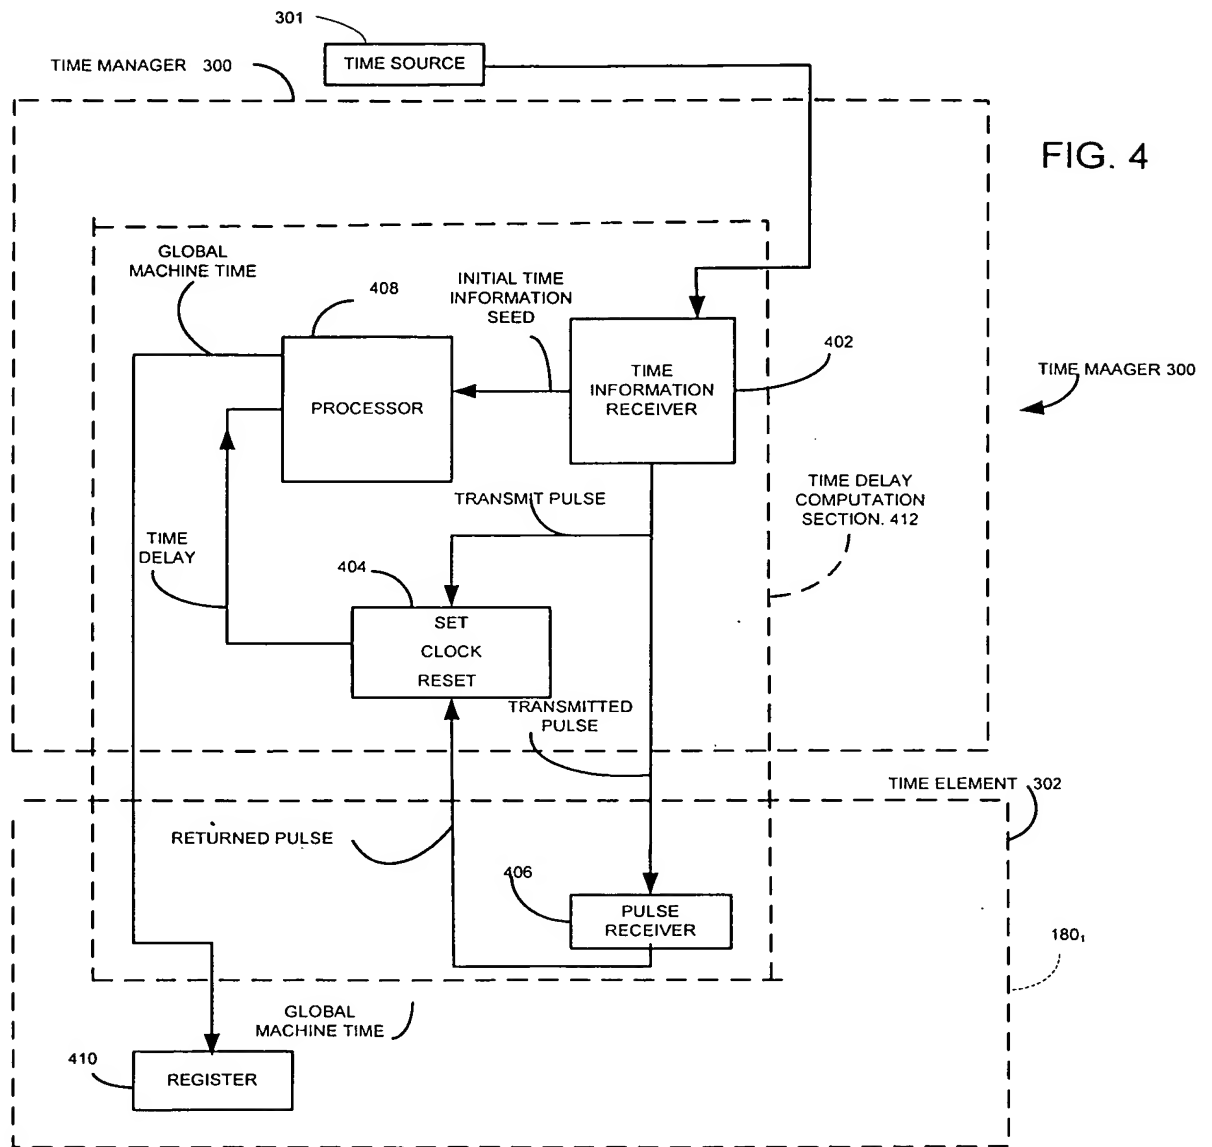 301
TIME SOURCE
TIME MANAGER 300
FIG. 4
GLOBAL
MACHINE TIME
408
INITIAL TIME
INFORMATION
SEED
402
TIME
INFORMATION
RECEIVER
PROCESSOR
TIME MAAGER 300
TRANSMIT PULSE
TIME DELAY
COMPUTATION
SECTION. 412
TIME
DELAY
404
SET
CLOCK
RESET
TRANSMITTED
PULSE
TIME ELEMENT 302
RETURNED PULSE
406
PULSE
RECEIVER
180₁
GLOBAL
MACHINE TIME
410
REGISTER